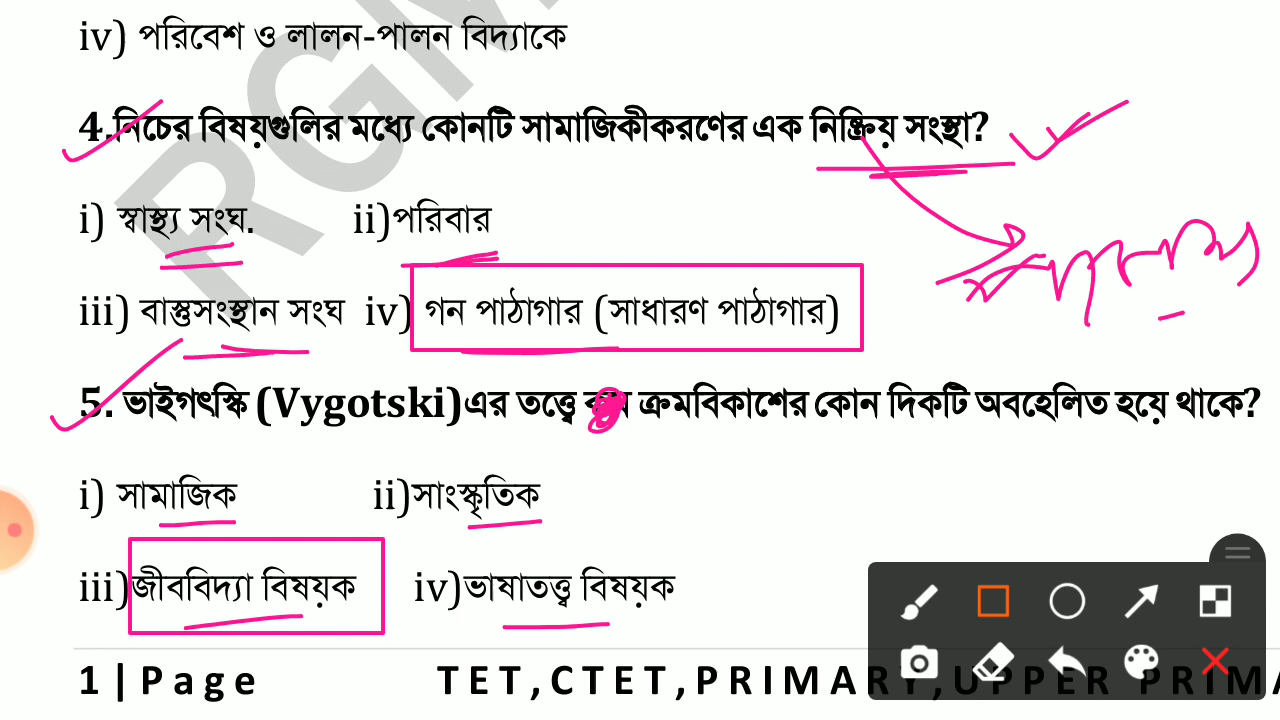 iv) পরিবেশ ও লালন-পালন বিদ্যাকে
4.নিচের বিষয়গুলির মধ্যে কোনটি সামাজিকীকরণের এক নিষ্ক্রিয় সংস্থা?
i) স্বাস্থ্য সংঘ. ii)পরিবার
iii) বাস্তুসংস্থান সংঘ iv) গন পাঠাগার (সাধারণ পাঠাগার)
5. ভাইগৎস্কি (Vygotski)এর তত্ত্বে ক্রমবিকাশের কোন দিকটি অবহেলিত হয়ে থাকে?
i) সামাজিক ii)সাংস্কৃতিক
iii)জীববিদ্যা বিষয়ক iv)ভাষাতত্ত্ব বিষয়ক
1|Page TET,CTET,PRIMARY,UPPER PRIMA
RGM